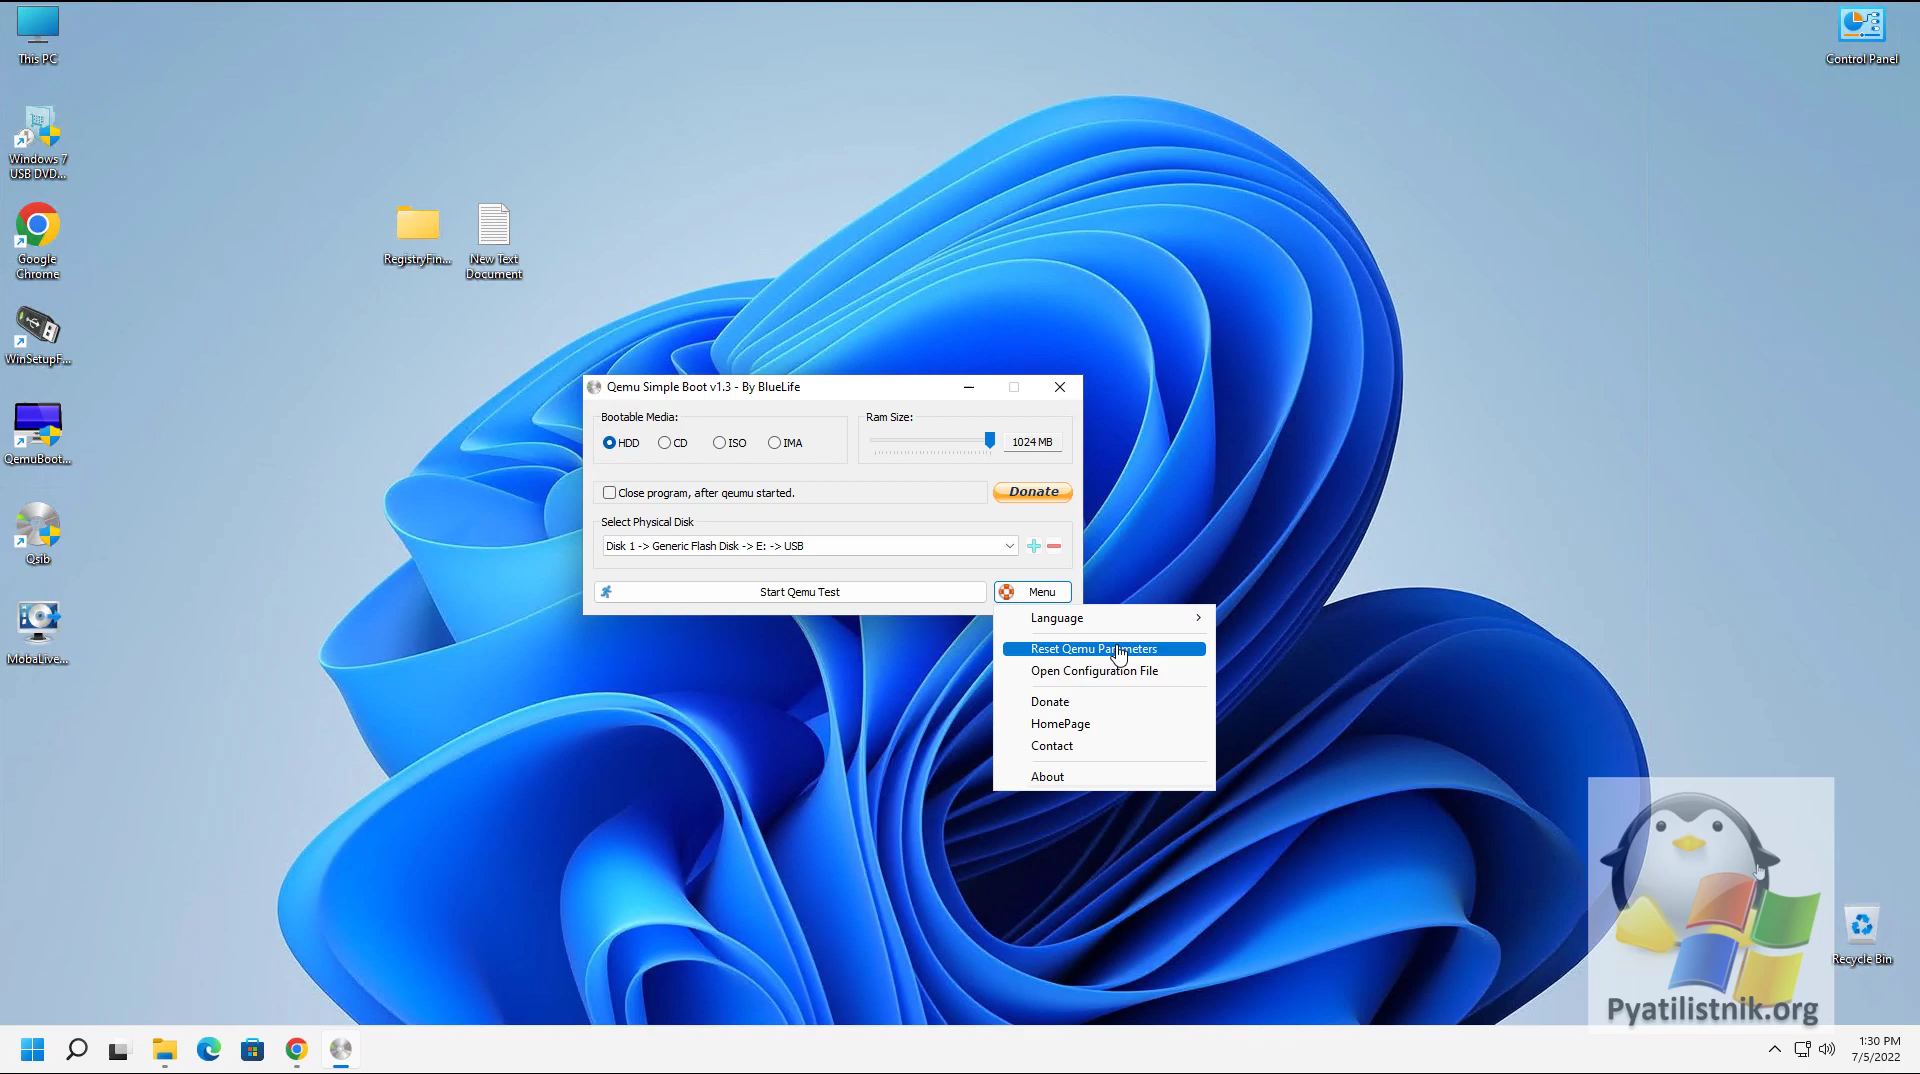 This PC
Control Panel
Windows 7
USB DVD...
Google
Chrome
RegistryFin...
New Text
Document
WinSetupF...
QemuBoot...
Qsib
MobaLive...
Qemu Simple Boot v1.3 - By BlueLife
Bootable Media:
HDD
CD
ISO
IMA
Ram Size:
1024 MB
Close program, after qeumu started.
Donate
Select Physical Disk
Disk 1 -> Generic Flash Disk -> E: -> USB
Start Qemu Test
Menu
Language
Reset Qemu Parameters
Open Configuration File
Donate
HomePage
Contact
About
Pyatilistnik.org
Recycle Bin
1:30 PM
7/5/2022